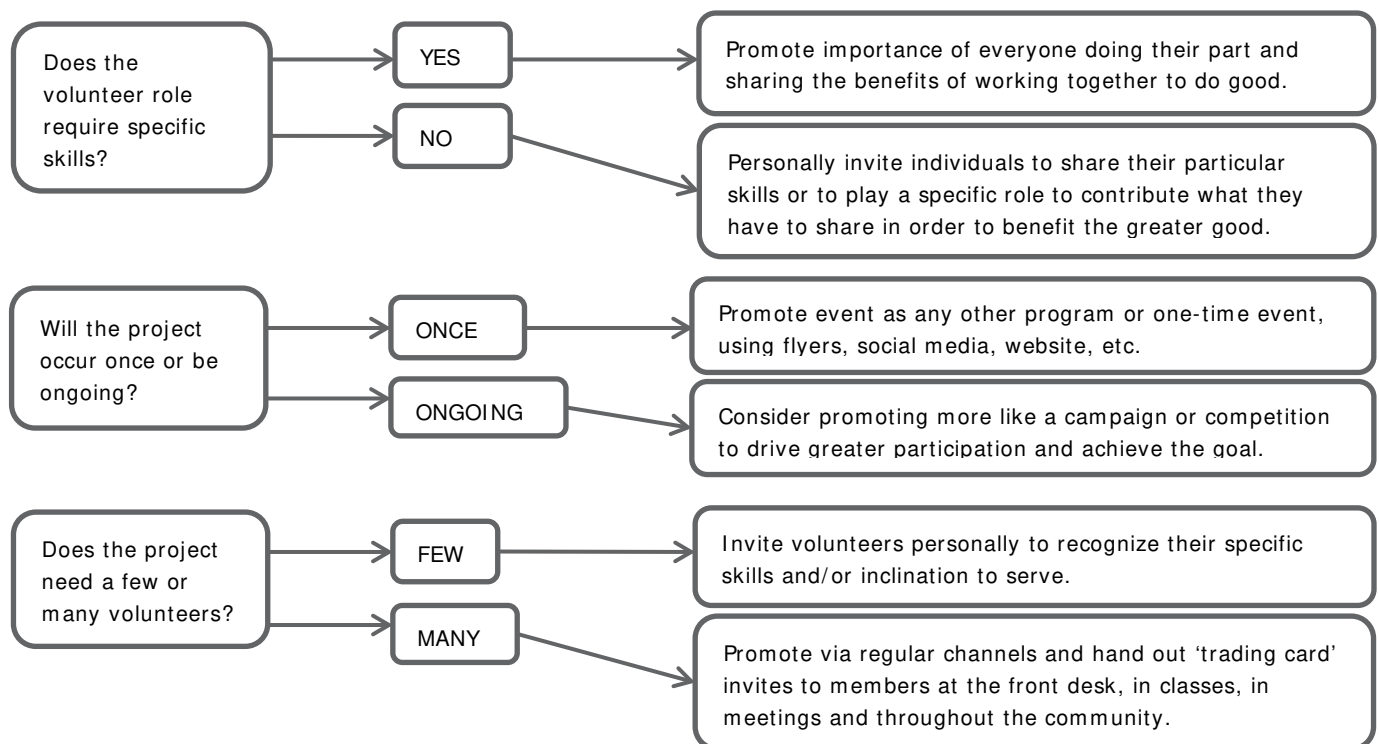 Does the
volunteer role
require specific
skills?
YES
Promote importance of everyone doing their part and
sharing the benefits of working together to do good.
NO
Personally invite individuals to share their particular
skills or to play a specific role to contribute what they
have to share in order to benefit the greater good.
Will the project
occur once or be
ongoing?
ONCE
Promote event as any other program or one-time event,
using flyers, social media, website, etc.
ONGOING
Consider promoting more like a campaign or competition
to drive greater participation and achieve the goal.
Does the project
need a few or
many volunteers?
FEW
Invite volunteers personally to recognize their specific
skills and/or inclination to serve.
MANY
Promote via regular channels and hand out ‘trading card’
invites to members at the front desk, in classes, in
meetings and throughout the community.